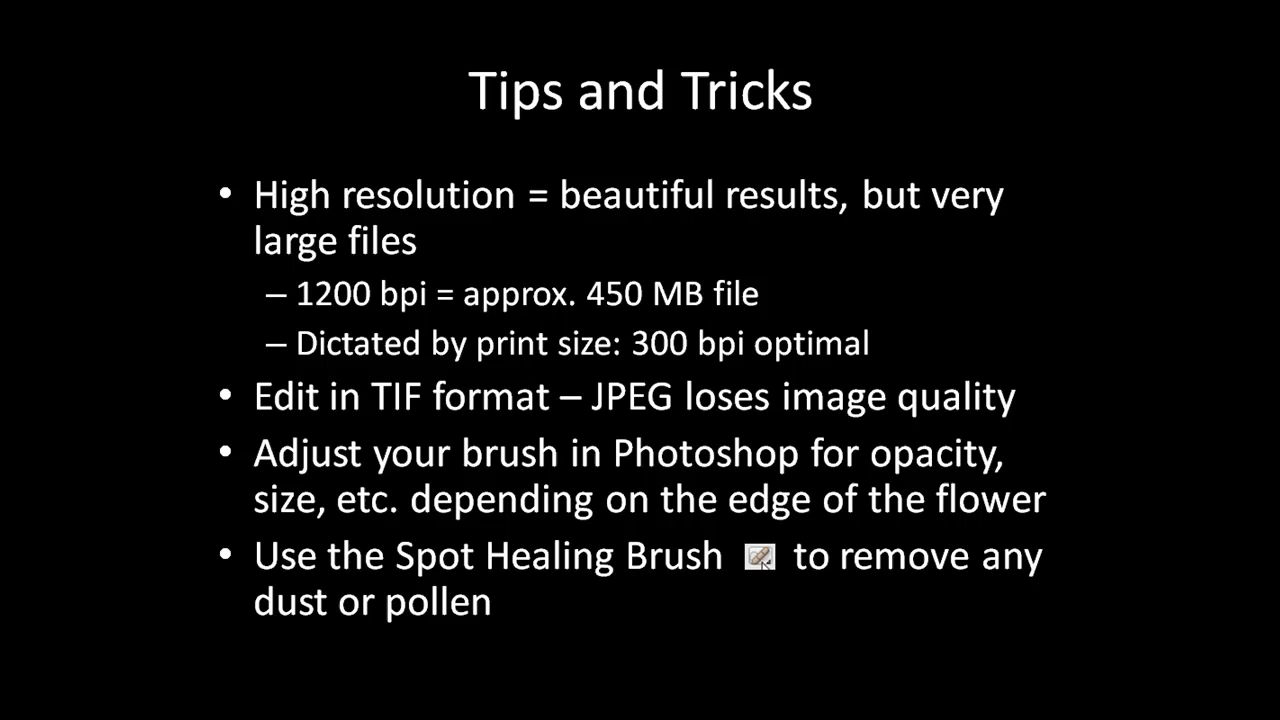 Tips and Tricks
• High resolution = beautiful results, but very
large files
– 1200 bpi = approx. 450 MB file
– Dictated by print size: 300 bpi optimal
• Edit in TIF format – JPEG loses image quality
• Adjust your brush in Photoshop for opacity,
size, etc. depending on the edge of the flower
• Use the Spot Healing Brush to remove any
dust or pollen